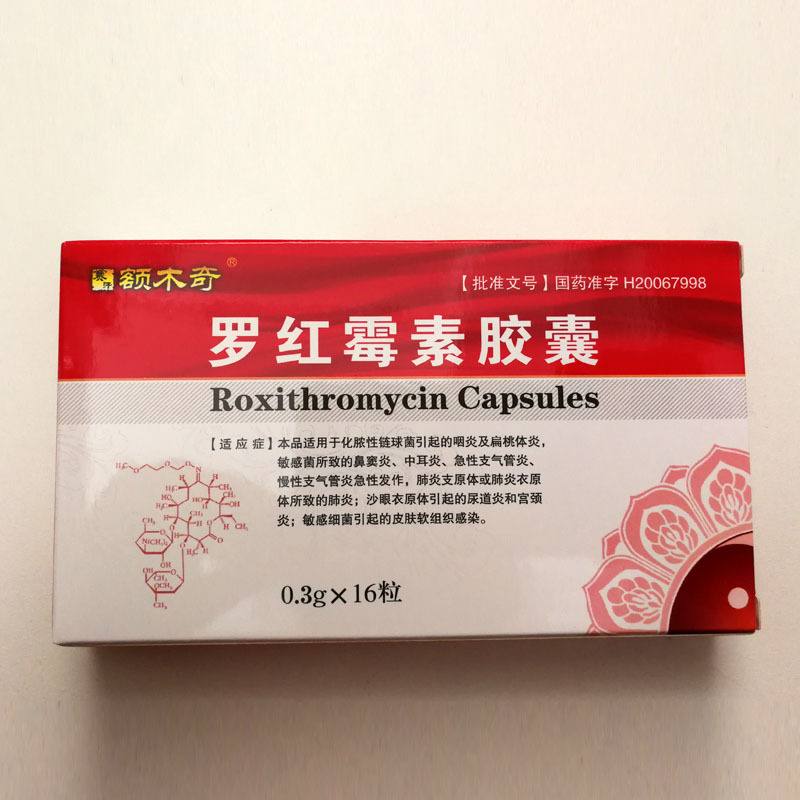 赛乐 额木奇®
【批准文号】国药准字 H20067998
罗红霉素胶囊
Roxithromycin Capsules
【适应症】本品适用于化脓性链球菌引起的咽炎及扁桃体炎，
敏感菌所致的鼻窦炎、中耳炎、急性支气管炎、
慢性支气管炎急性发作，肺炎支原体或肺炎衣原
体所致的肺炎；沙眼衣原体引起的尿道炎和宫颈
炎；敏感细菌引起的皮肤软组织感染。
0.3g×16粒